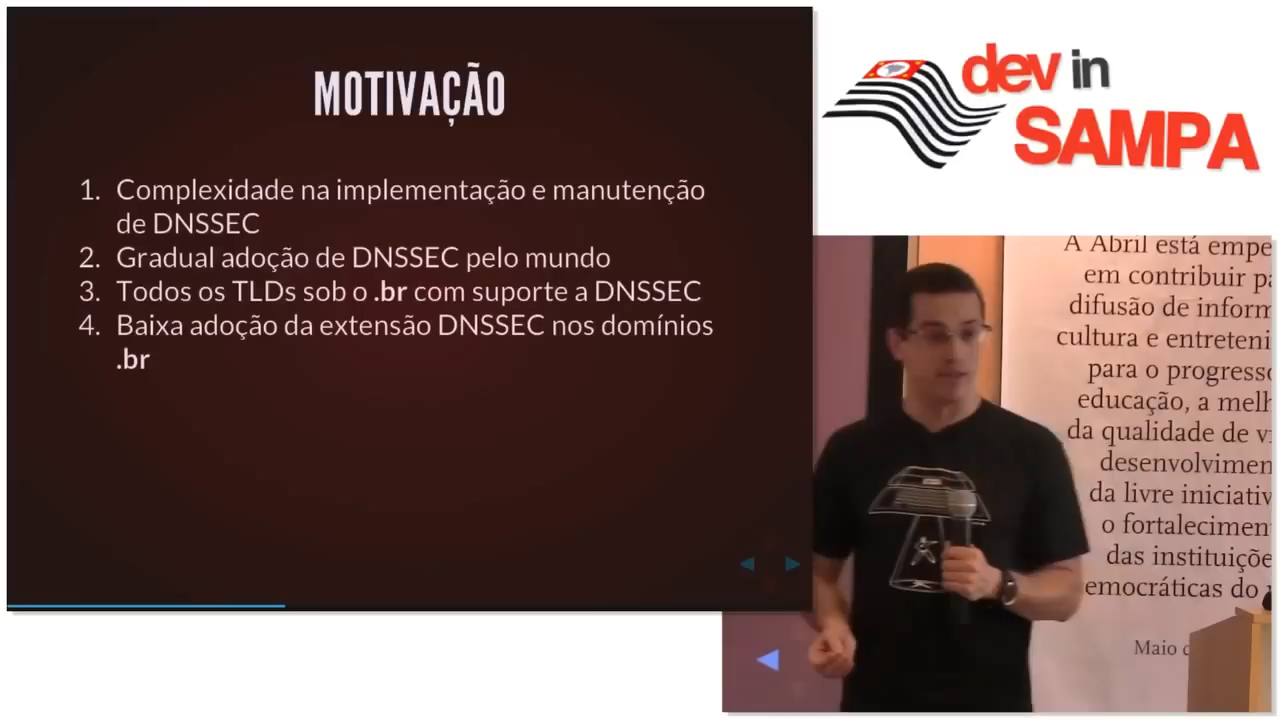 MOTIVAÇÃO
1. Complexidade na implementação e manutenção
de DNSSEC
2. Gradual adoção de DNSSEC pelo mundo
3. Todos os TLDs sob o .br com suporte a DNSSEC
4. Baixa adoção da extensão DNSSEC nos domínios
.br
dev in
SAMPA
A Abril está empe
em contribuir pa
difusão de inform
cultura e entreteni
para o progresso
educação, a melh
da qualidade de vi
desenvolvimen
da livre iniciativ
o fortalecimen
das instituiçõe
emocráticas do
Maio